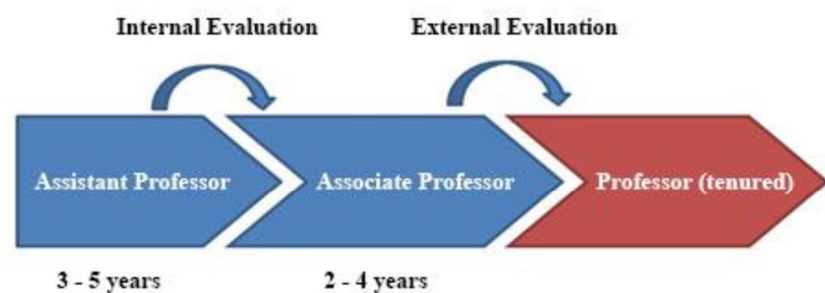 Internal Evaluation
External Evaluation
Assistant Professor
Associate Professor
Professor (tenured)
3 - 5 years
2 - 4 years